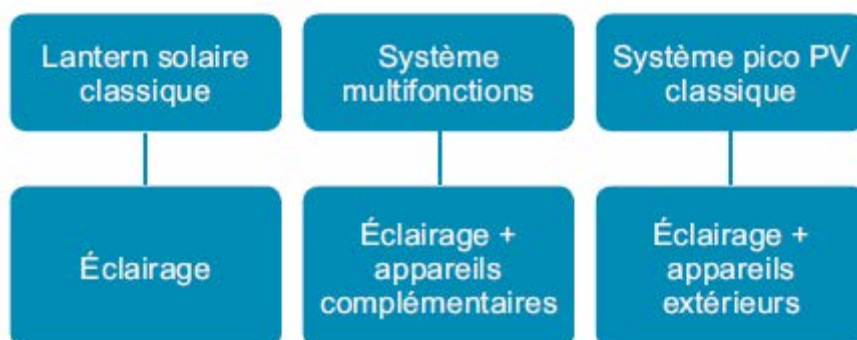 Lantern solaire
classique
Système
multifonctions
Système pico PV
classique
Éclairage
Éclairage +
appareils
complémentaires
Éclairage +
appareils
extérieurs